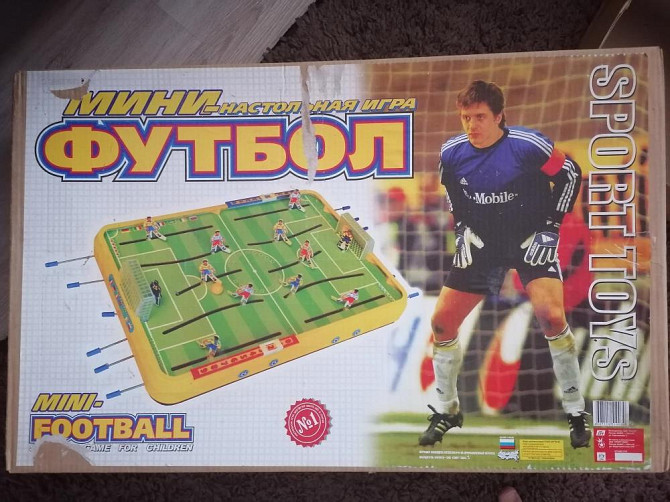 МИНИ-
НАСТОЛЬНАЯ ИГРА
ФУТБОЛ
SPORT TOYS
Mobile
MINI-
FOOTBALL
GAME FOR CHILDREN
№1